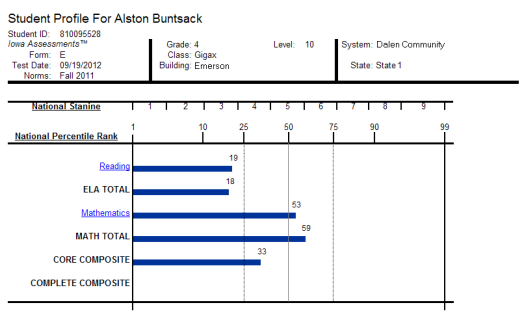 Student Profile For Alston Buntsack
Student ID: 810095528
Iowa Assessments™
Form: E
Test Date: 09/19/2012
Norms: Fall 2011
Grade: 4
Class: Gigax
Building: Emerson
Level: 10
System: Dalen Community
State: State 1
National Stanine 1 2 3 4 5 6 7 8 9
National Percentile Rank 1 10 25 50 75 90 99
Reading 19
ELA TOTAL 18
Mathematics 53
MATH TOTAL 59
CORE COMPOSITE 33
COMPLETE COMPOSITE